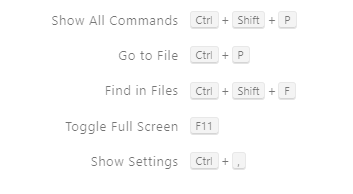 Show All Commands Ctrl + Shift + P
Go to File Ctrl + P
Find in Files Ctrl + Shift + F
Toggle Full Screen F11
Show Settings Ctrl + ,